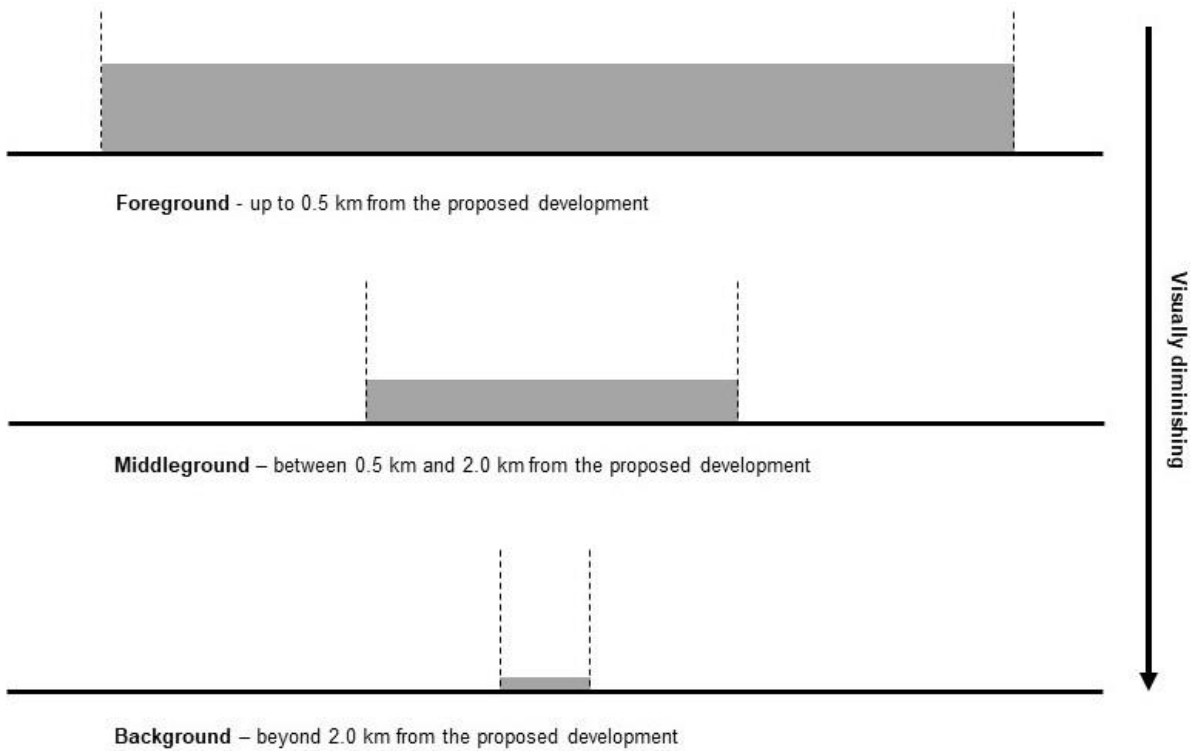 Foreground - up to 0.5 km from the proposed development
Visually diminishing
Middleground – between 0.5 km and 2.0 km from the proposed development
Background – beyond 2.0 km from the proposed development